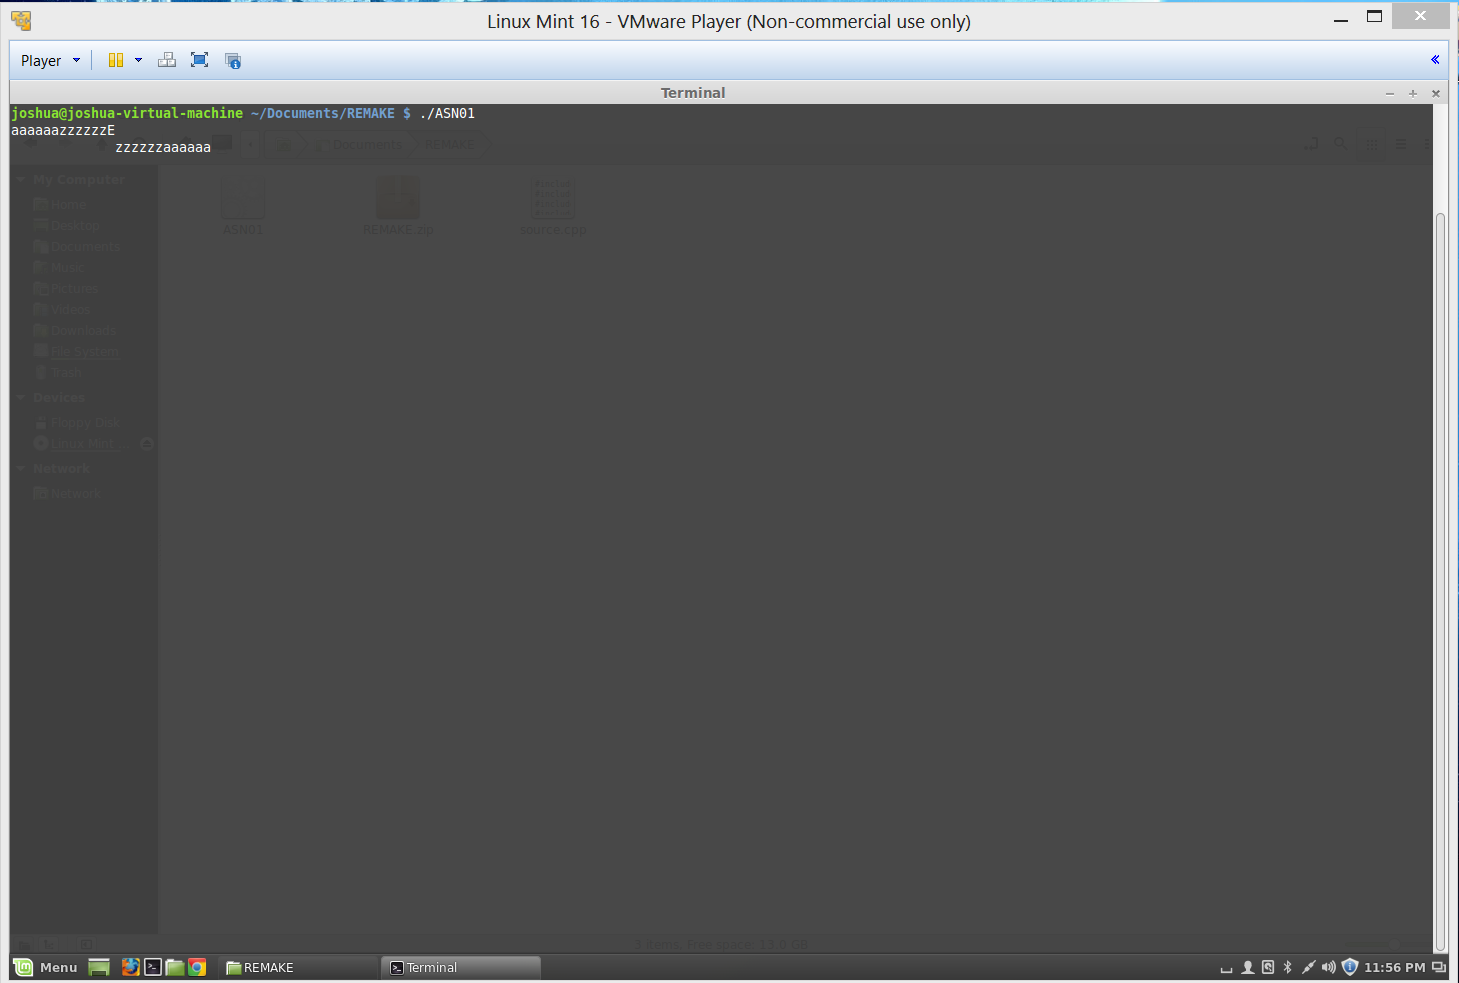 Linux Mint 16 - VMware Player (Non-commercial use only)
Player
Terminal
joshua@joshua-virtual-machine ~/Documents/REMAKE $ ./ASN01
aaaaaazzzzzzE
zzzzzzaaaaaa
Documents REMAKE
My Computer
Home
Desktop
Documents
Music
Pictures
Videos
Downloads
File System
Trash
Devices
Floppy Disk
Linux Mint ...
Network
Network
ASN01 REMAKE.zip source.cpp
3 items, Free space: 13.0 GB
Menu REMAKE Terminal 11:56 PM